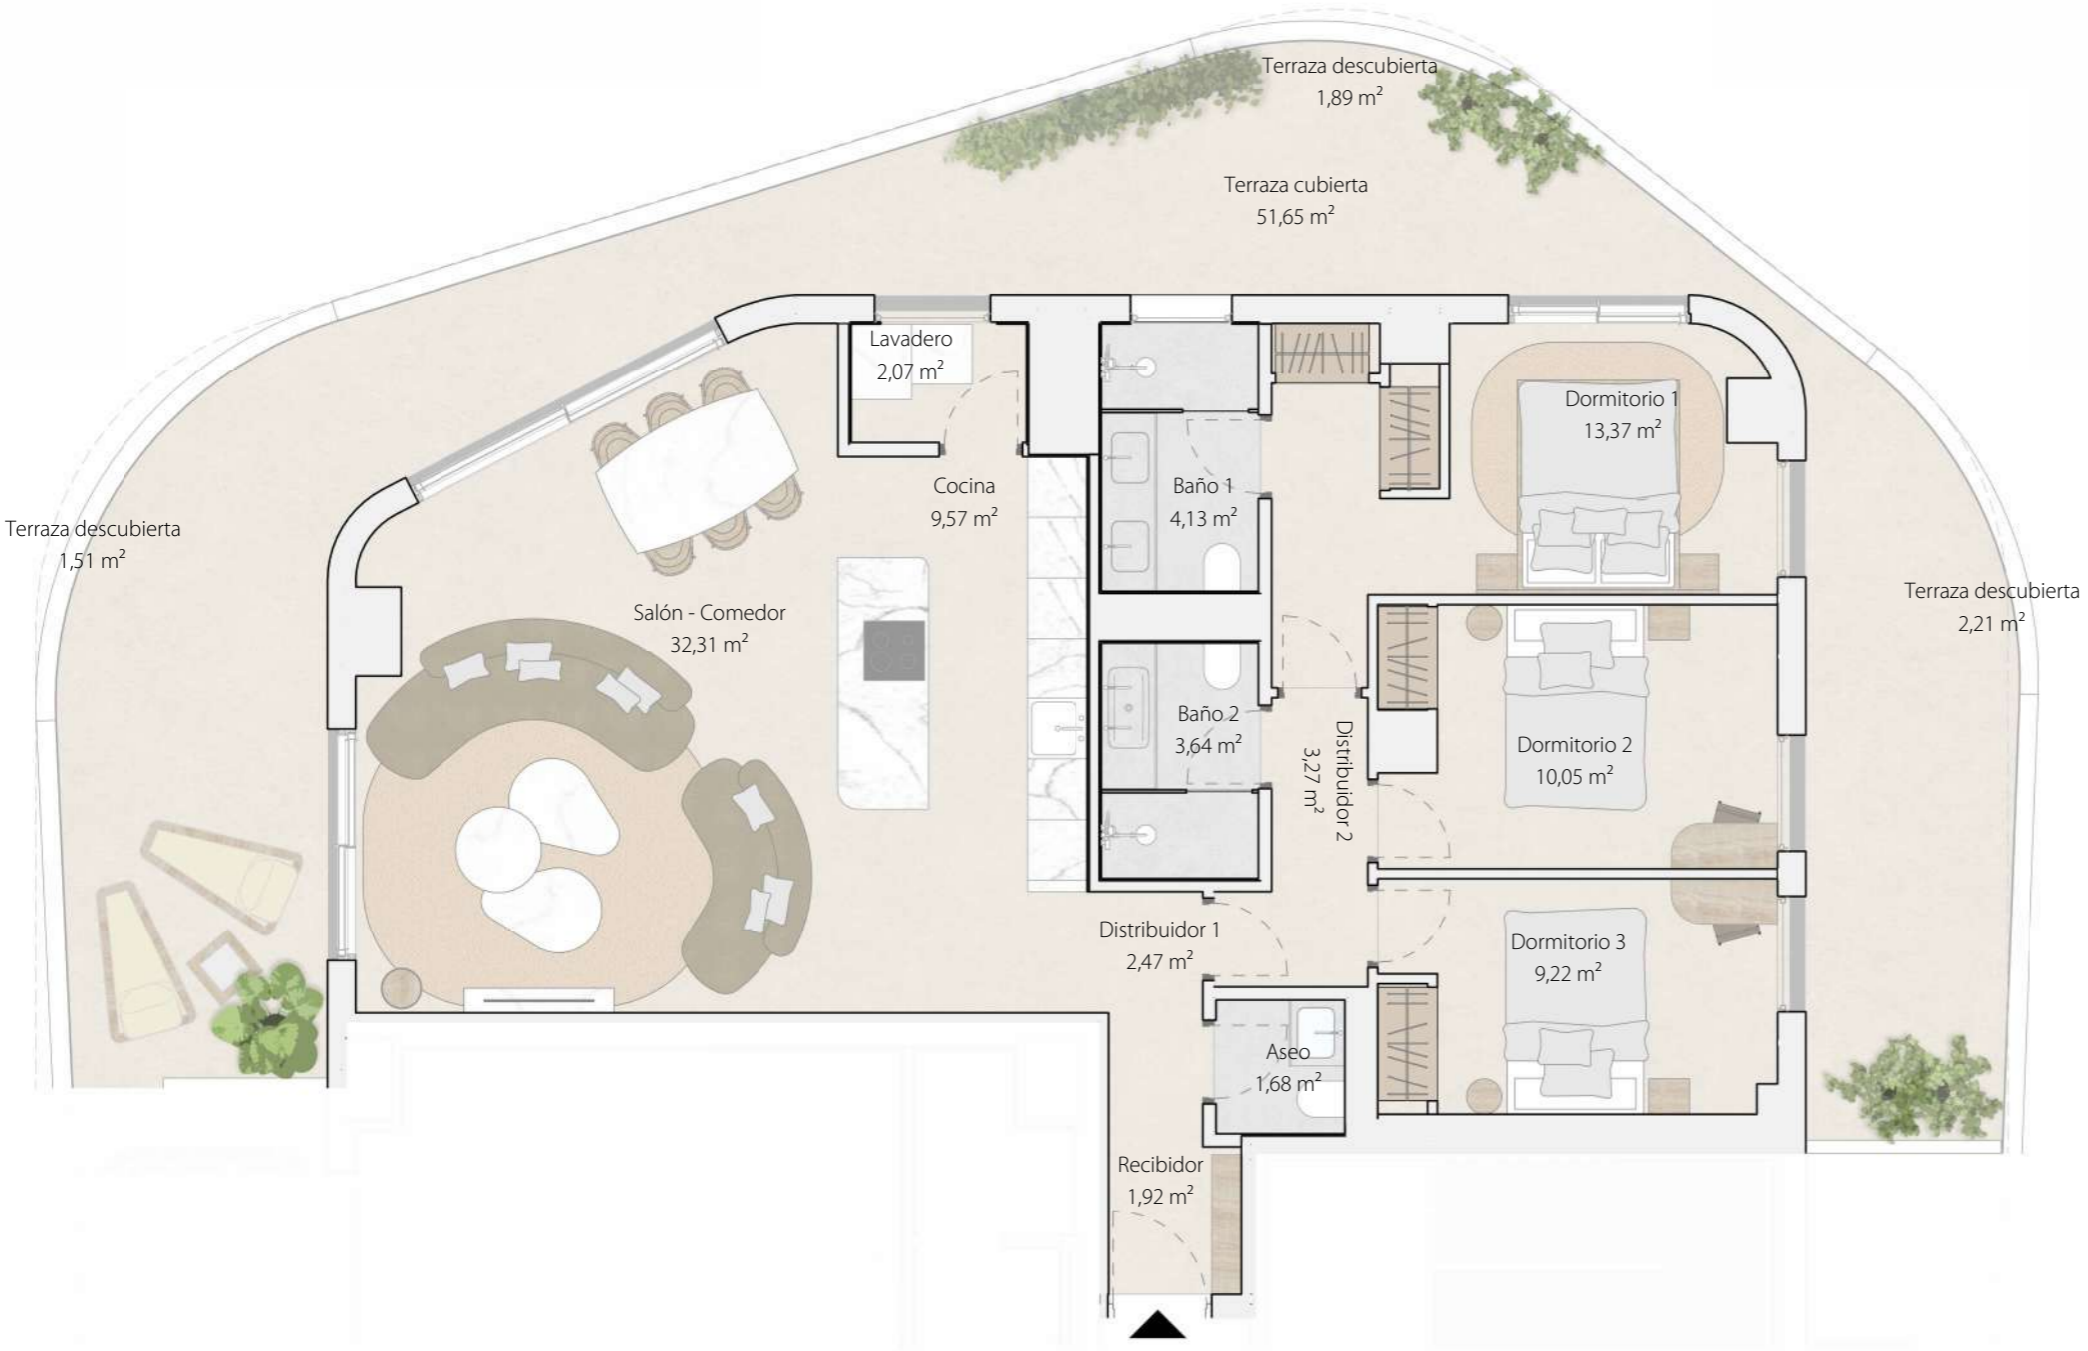 Terraza descubierta
1,89 m²
Terraza cubierta
51,65 m²
Lavadero
2,07 m²
Dormitorio 1
13,37 m²
Cocina
9,57 m²
Baño 1
4,13 m²
Terraza descubierta
1,51 m²
Salón - Comedor
32,31 m²
Terraza descubierta
2,21 m²
Baño 2
3,64 m²
Distribuidor 2
3,27 m²
Dormitorio 2
10,05 m²
Distribuidor 1
2,47 m²
Dormitorio 3
9,22 m²
Aseo
1,68 m²
Recibidor
1,92 m²